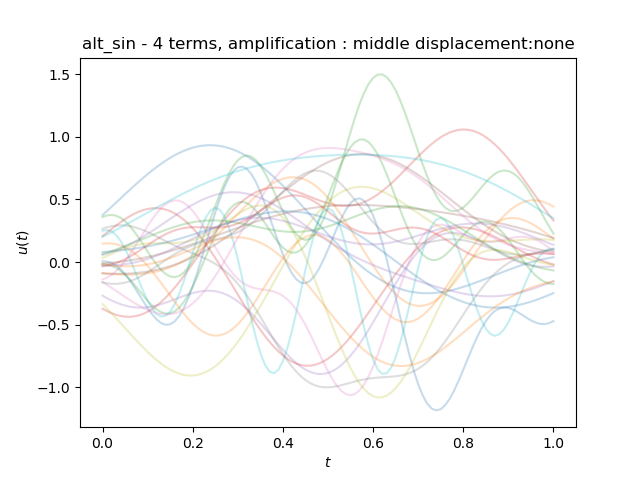 alt_sin - 4 terms, amplification : middle displacement:none
1.5
1.0
0.5
0.0
−0.5
−1.0
u(t)
0.0 0.2 0.4 0.6 0.8 1.0
t